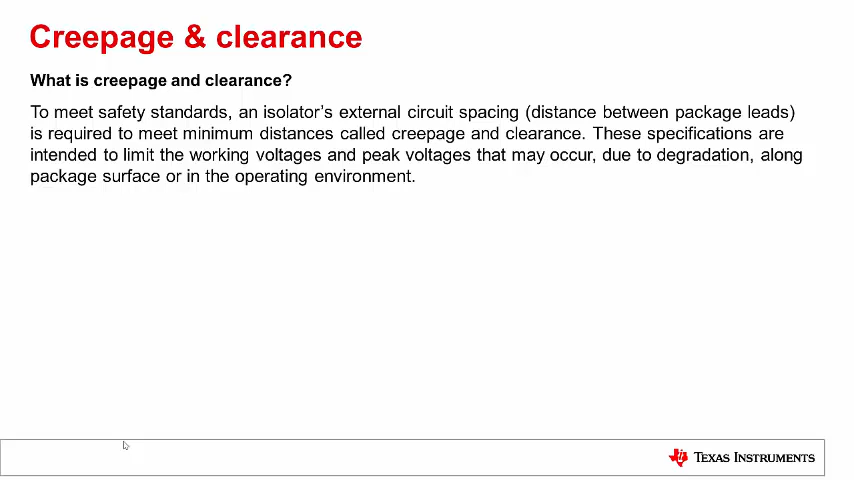 Creepage & clearance
What is creepage and clearance?
To meet safety standards, an isolator's external circuit spacing (distance between package leads)
is required to meet minimum distances called creepage and clearance. These specifications are
intended to limit the working voltages and peak voltages that may occur, due to degradation, along
package surface or in the operating environment.
TEXAS INSTRUMENTS